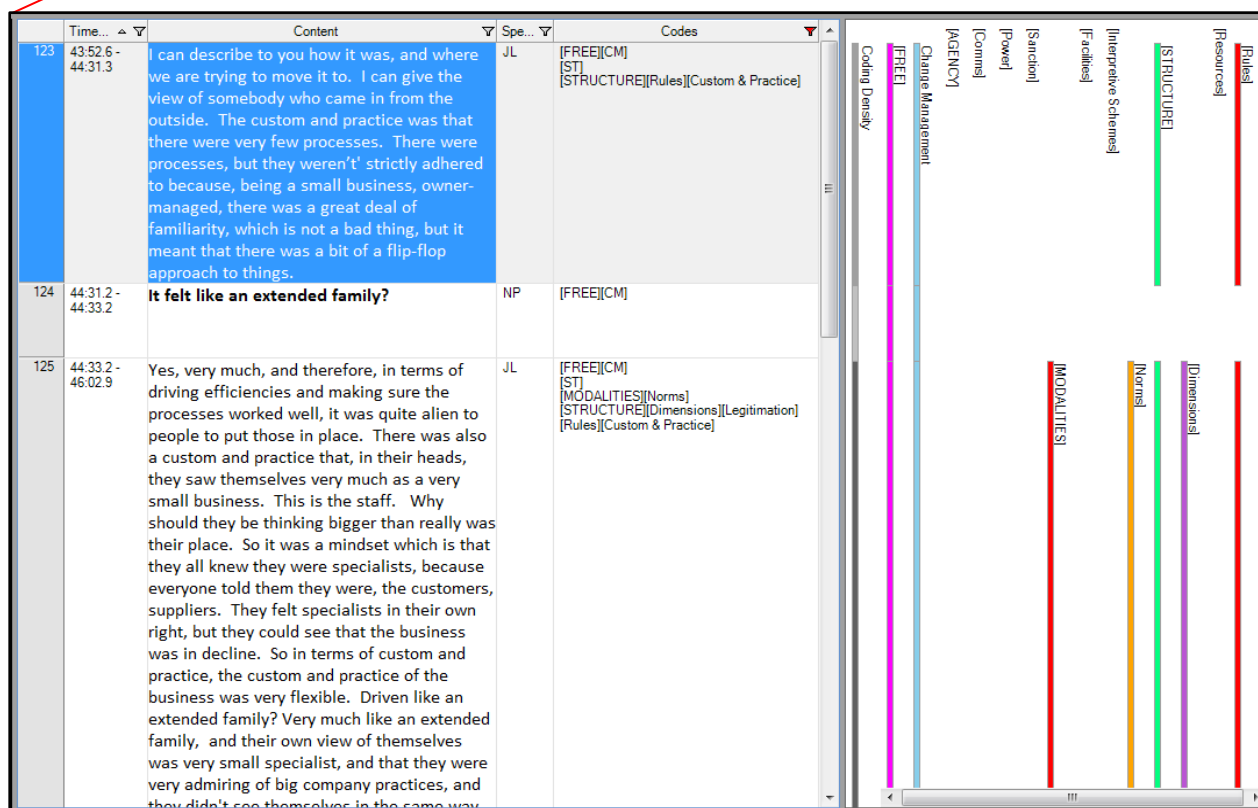 Time... Content Spe... Codes
123 43:52.6 - 44:31.3
I can describe to you how it was, and where
we are trying to move it to.  I can give the
view of somebody who came in from the
outside.  The custom and practice was that
there were very few processes.  There were
processes, but they weren’t' strictly adhered
to because, being a small business, owner-
managed, there was a great deal of
familiarity, which is not a bad thing, but it
meant that there was a bit of a flip-flop
approach to things.
JL
[FREE][CM]
[ST]
[STRUCTURE][Rules][Custom & Practice]
124 44:31.2 - 44:33.2
It felt like an extended family?
NP
[FREE][CM]
125 44:33.2 - 46:02.9
Yes, very much, and therefore, in terms of
driving efficiencies and making sure the
processes worked well, it was quite alien to
people to put those in place.  There was also
a custom and practice that, in their heads,
they saw themselves very much as a very
small business.  This is the staff.   Why
should they be thinking bigger than really was
their place.  So it was a mindset which is that
they all knew they were specialists, because
everyone told them they were, the customers,
suppliers.  They felt specialists in their own
right, but they could see that the business
was in decline.  So in terms of custom and
practice, the custom and practice of the
business was very flexible.  Driven like an
extended family? Very much like an extended
family,  and their own view of themselves
was very small specialist, and that they were
very admiring of big company practices, and
they didn't see themselves in the same way
JL
[FREE][CM]
[ST]
[MODALITIES][Norms]
[STRUCTURE][Dimensions][Legitimation]
[Rules][Custom & Practice]
Coding Density
[FREE]
Change Management
[AGENCY]
[Comms]
[Power]
[Sanction]
[MODALITIES]
[Facilities]
[Interpretive Schemes]
[Norms]
[STRUCTURE]
[Dimensions]
[Resources]
[Rules]